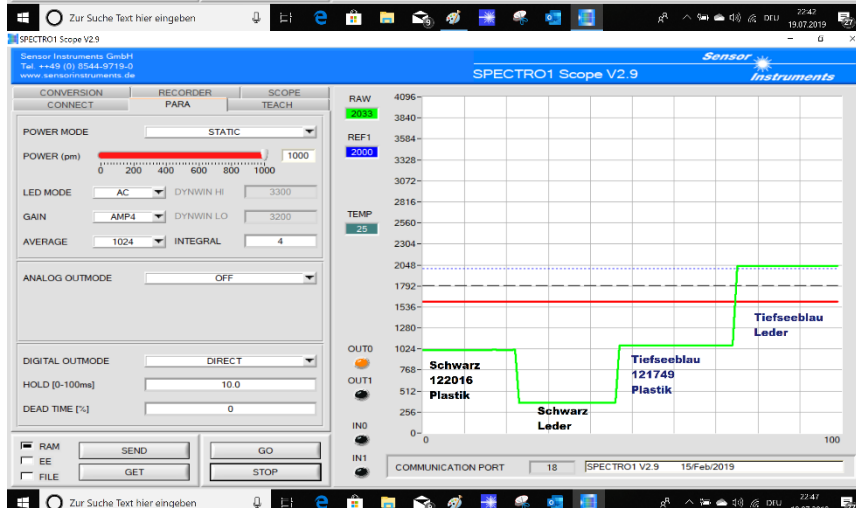 Zur Suche Text hier eingeben
DEU
22:42
19.07.2019
27
SPECTRO1 Scope V2.9
Sensor Instruments GmbH
Tel. ++49 (0) 8544-9719-0
www.sensorinstruments.de
SPECTRO1 Scope V2.9
Sensor
Instruments
CONVERSION RECORDER SCOPE
CONNECT PARA TEACH
POWER MODE STATIC
POWER (pm) 1000
0 200 400 600 800 1000
LED MODE AC DYNWIN HI 3300
GAIN AMP4 DYNWIN LO 3200
AVERAGE 1024 INTEGRAL 4
ANALOG OUTMODE OFF
DIGITAL OUTMODE DIRECT
HOLD [0-100ms] 10.0
DEAD TIME [%] 0
RAM
EE
FILE
SEND GO
GET STOP
RAW
2033
REF1
2000
TEMP
25
OUT0
OUT1
IN0
IN1
4096-
3840-
3584-
3328-
3072-
2816-
2560-
2304-
2048-
1792-
1536-
1280-
1024-
768-
512-
256-
0-
0 100
Schwarz
122016
Plastik
Schwarz
Leder
Tiefseeblau
121749
Plastik
Tiefseeblau
Leder
COMMUNICATION PORT 18 SPECTRO1 V2.9 15/Feb/2019
Zur Suche Text hier eingeben
DEU
22:47